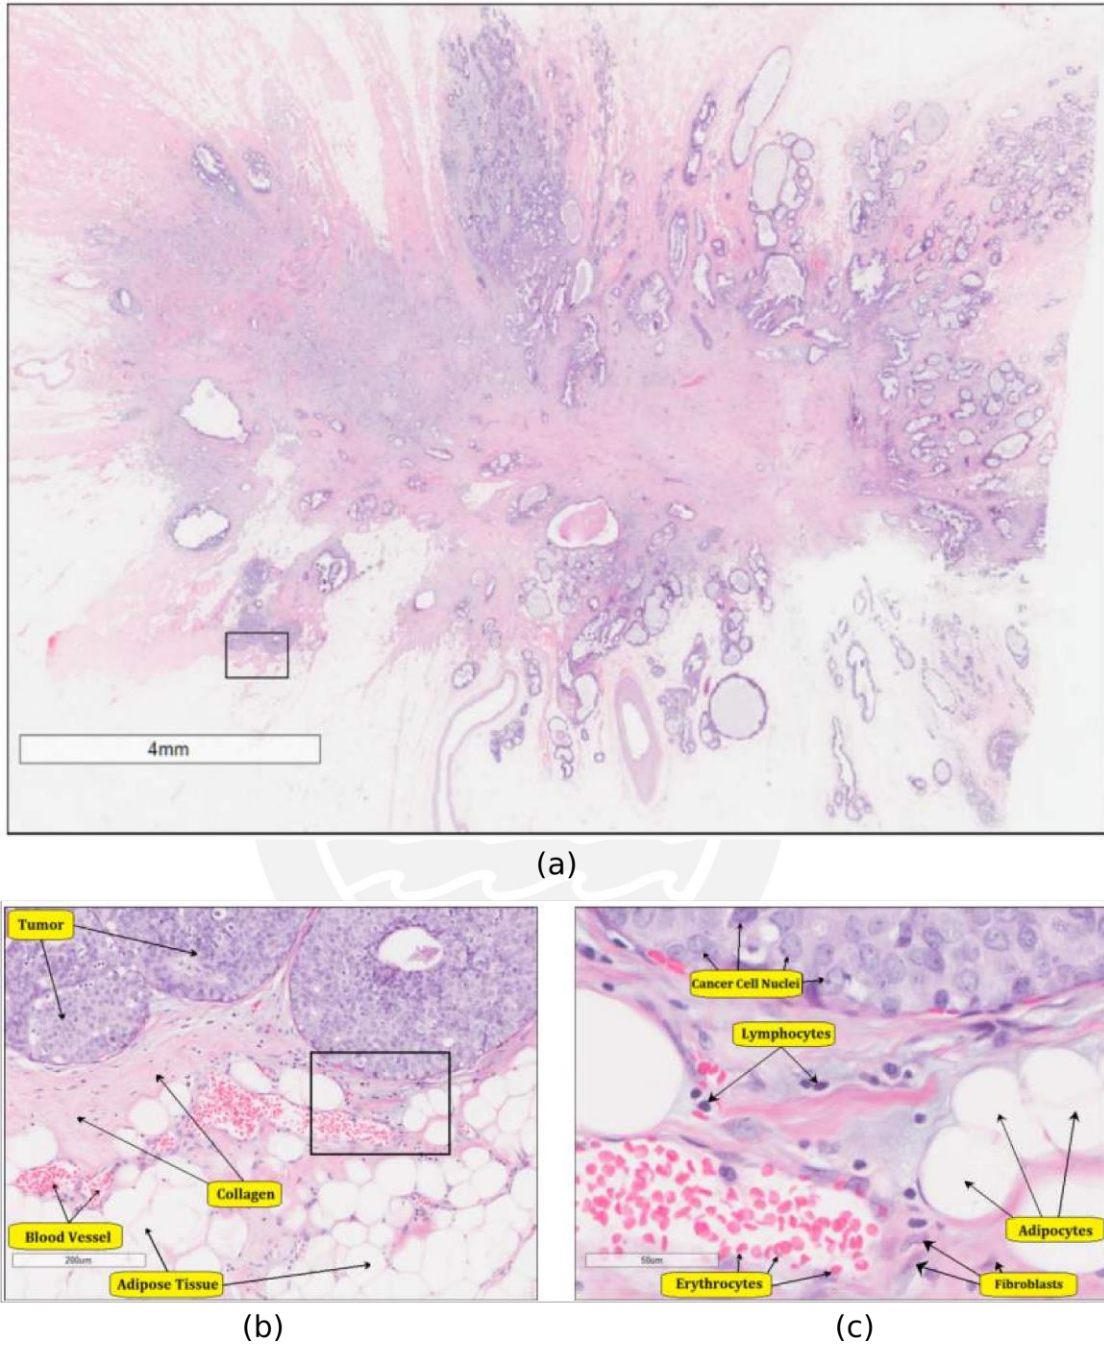 4mm
(a)
Tumor
Collagen
Blood Vessel
200um
Adipose Tissue
(b)
Cancer Cell Nuclei
Lymphocytes
Adipocytes
50um
Erythrocytes
Fibroblasts
(c)